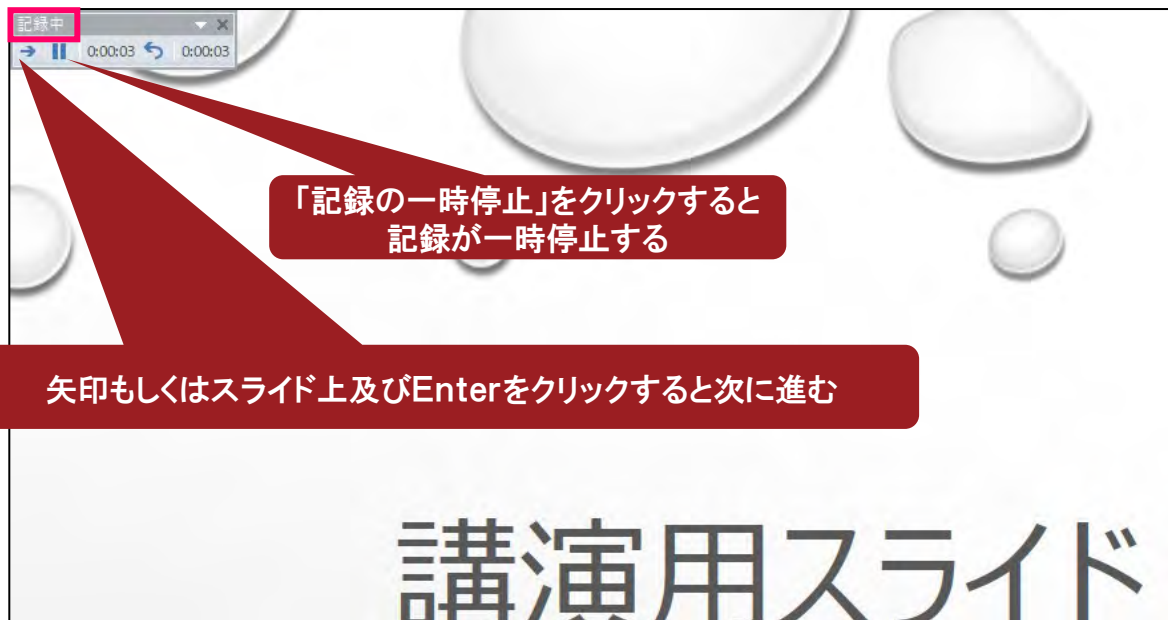 記録中
0:00:03 0:00:03
「記録の一時停止」をクリックすると
記録が一時停止する
矢印もしくはスライド上及びEnterをクリックすると次に進む
講演用スライド